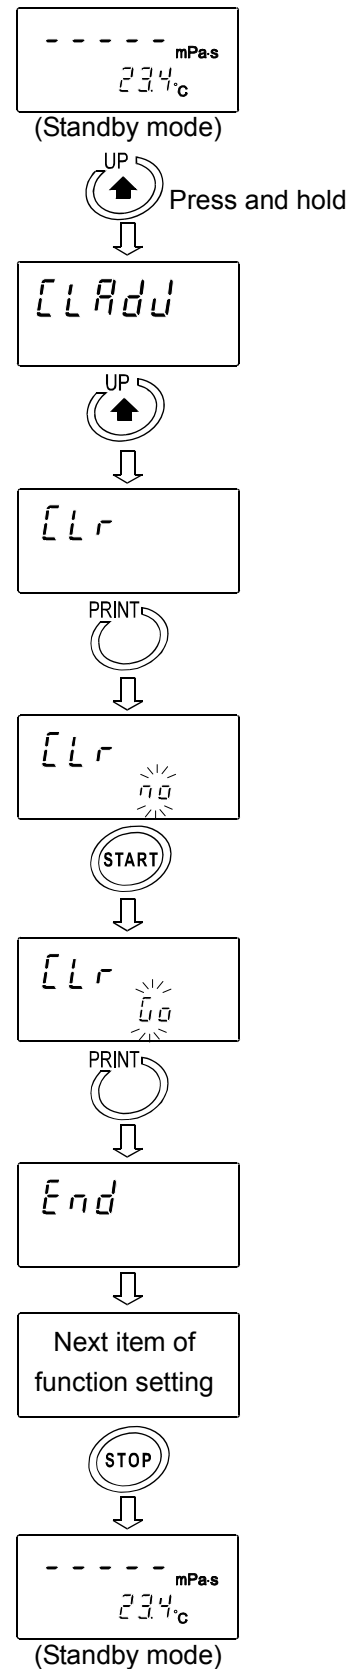 - - - - - mPa·s
23.4°C
(Standby mode)
UP
Press and hold
CLAdJ
UP
CLr
PRINT
CLr
no
START
CLr
Go
PRINT
End
Next item of
function setting
STOP
- - - - - mPa·s
23.4°C
(Standby mode)